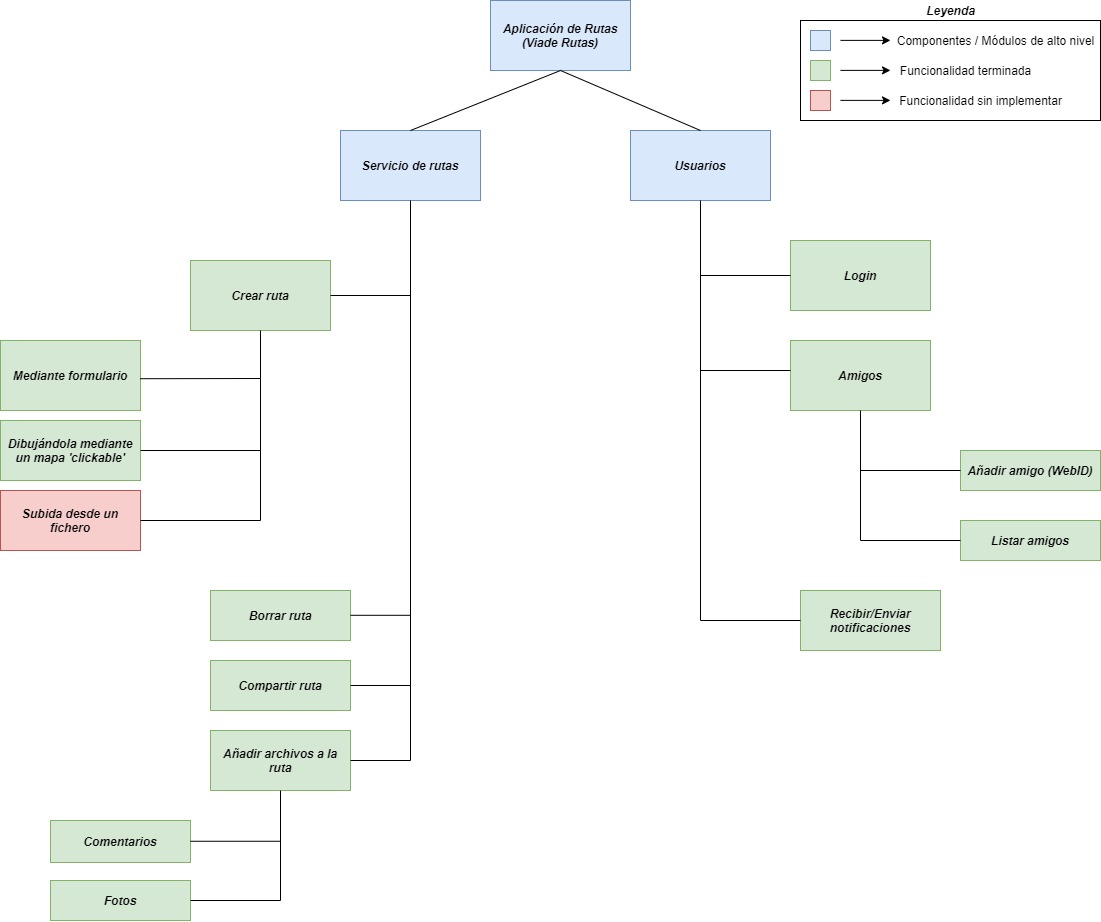 Aplicación de Rutas
(Viade Rutas)
Leyenda
Componentes / Módulos de alto nivel
Funcionalidad terminada
Funcionalidad sin implementar
Servicio de rutas
Usuarios
Crear ruta
Login
Mediante formulario
Amigos
Dibujándola mediante
un mapa 'clickable'
Añadir amigo (WebID)
Subida desde un
fichero
Listar amigos
Borrar ruta
Recibir/Enviar
notificaciones
Compartir ruta
Añadir archivos a la
ruta
Comentarios
Fotos